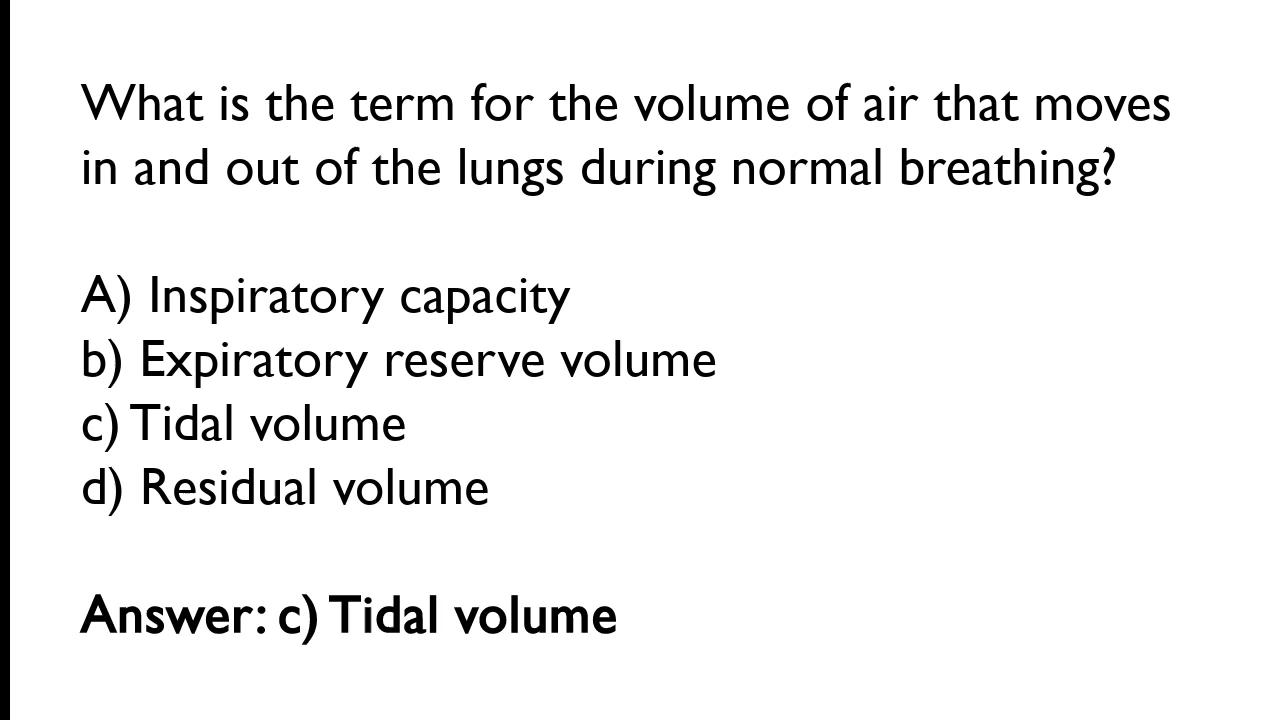 What is the term for the volume of air that moves
in and out of the lungs during normal breathing?
A) Inspiratory capacity
b) Expiratory reserve volume
c) Tidal volume
d) Residual volume
Answer: c) Tidal volume